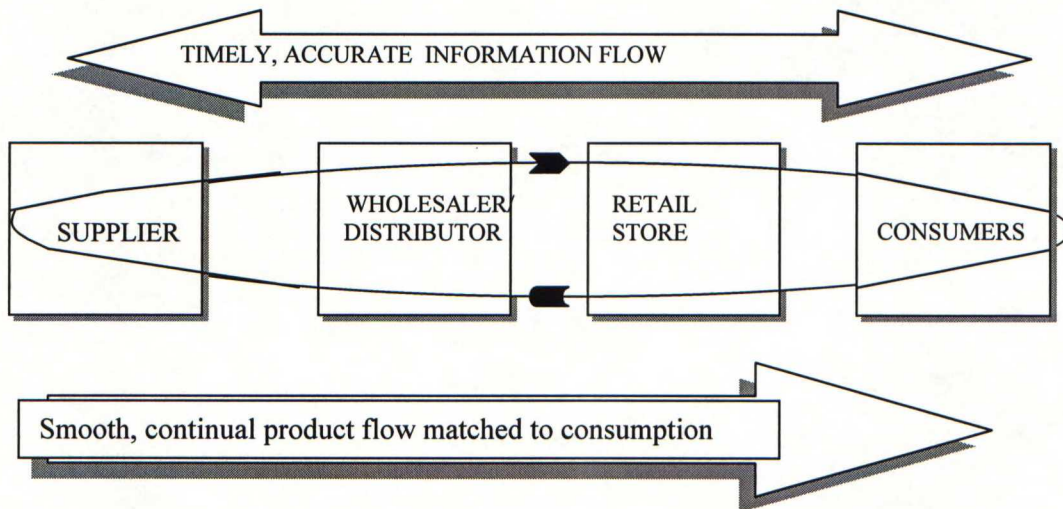 TIMELY, ACCURATE INFORMATION FLOW
SUPPLIER
WHOLESALER/
DISTRIBUTOR
RETAIL
STORE
CONSUMERS
Smooth, continual product flow matched to consumption